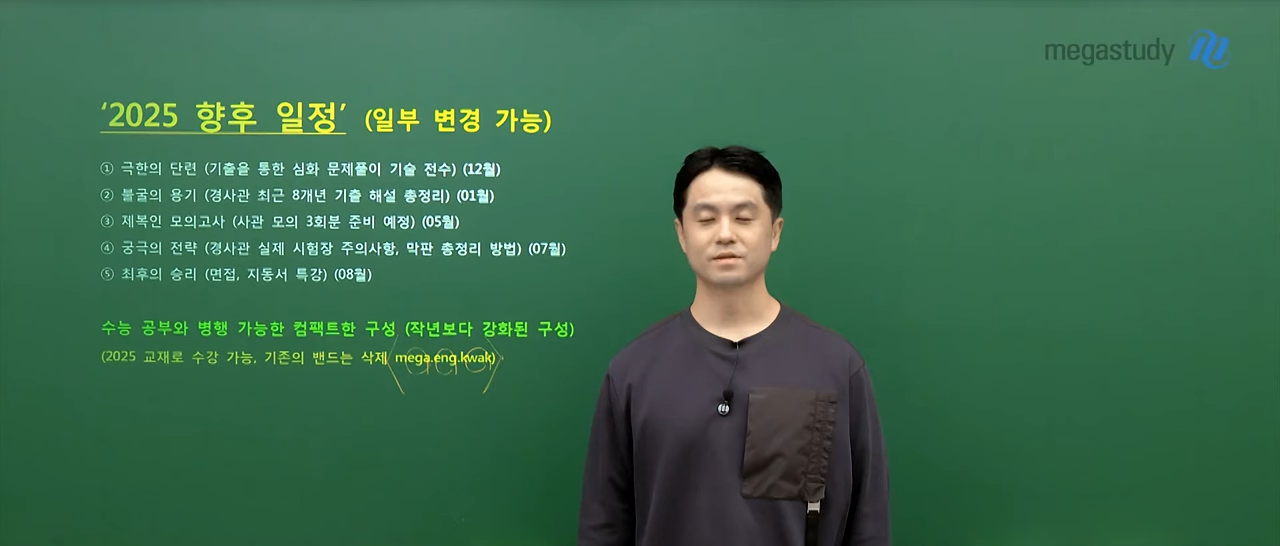 megastudy
'2025 향후 일정' (일부 변경 가능)
① 극한의 단련 (기출을 통한 심화 문제풀이 기술 전수) (12월)
② 불굴의 용기 (경사관 최근 8개년 기출 해설 총정리) (01월)
③ 제복인 모의고사 (사관 모의 3회분 준비 예정) (05월)
④ 궁극의 전략 (경사관 실제 시험장 주의사항, 막판 총정리 방법) (07월)
⑤ 최후의 승리 (면접, 지동서 특강) (08월)
수능 공부와 병행 가능한 컴팩트한 구성 (작년보다 강화된 구성)
(2025 교재로 수강 가능, 기존의 밴드는 삭제 mega.eng.kwak)